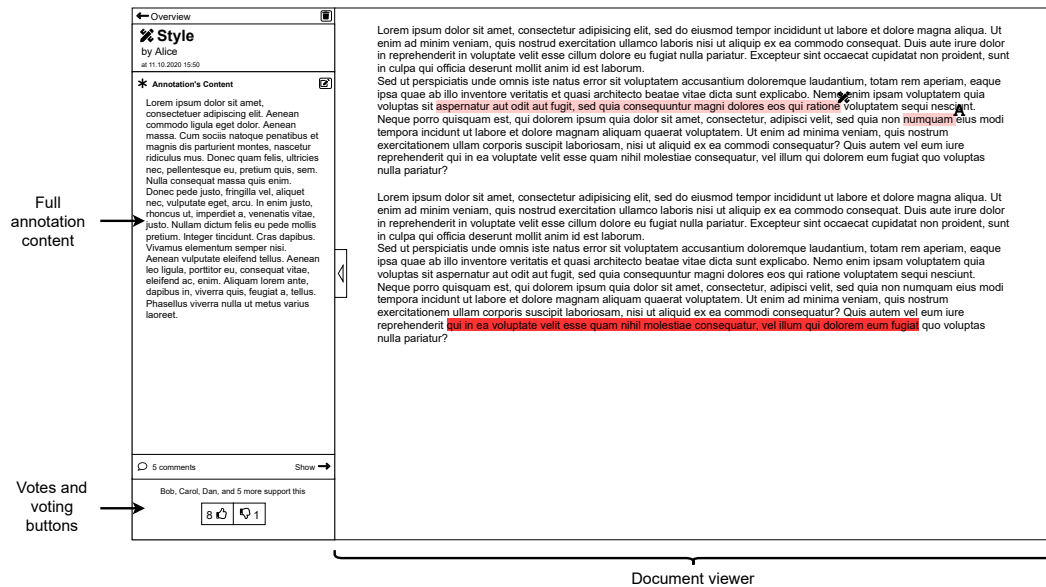 Overview
Style
by Alice
at 11.10.2020 15:50
Annotation's Content
Lorem ipsum dolor sit amet,
consectetuer adipiscing elit. Aenean
commodo ligula eget dolor. Aenean
massa. Cum sociis natoque penatibus et
magnis dis parturient montes, nascetur
ridiculus mus. Donec quam felis, ultricies
nec, pellentesque eu, pretium quis, sem.
Nulla consequat massa quis enim.
Donec pede justo, fringilla vel, aliquet
nec, vulputate eget, arcu. In enim justo,
rhoncus ut, imperdiet a, venenatis vitae,
justo. Nullam dictum felis eu pede mollis
pretium. Integer tincidunt. Cras dapibus.
Vivamus elementum semper nisi.
Aenean vulputate eleifend tellus. Aenean
leo ligula, porttitor eu, consequat vitae,
eleifend ac, enim. Aliquam lorem ante,
dapibus in, viverra quis, feugiat a, tellus.
Phasellus viverra nulla ut metus varius
laoreet.
5 comments
Show
Bob, Carol, Dan, and 5 more support this
8
1
Full
annotation
content
Votes and
voting
buttons
Lorem ipsum dolor sit amet, consectetur adipisicing elit, sed do eiusmod tempor incididunt ut labore et dolore magna aliqua. Ut
enim ad minim veniam, quis nostrud exercitation ullamco laboris nisi ut aliquip ex ea commodo consequat. Duis aute irure dolor
in reprehenderit in voluptate velit esse cillum dolore eu fugiat nulla pariatur. Excepteur sint occaecat cupidatat non proident, sunt
in culpa qui officia deserunt mollit anim id est laborum.
Sed ut perspiciatis unde omnis iste natus error sit voluptatem accusantium doloremque laudantium, totam rem aperiam, eaque
ipsa quae ab illo inventore veritatis et quasi architecto beatae vitae dicta sunt explicabo. Nemo enim ipsam voluptatem quia
voluptas sit aspernatur aut odit aut fugit, sed quia consequuntur magni dolores eos qui ratione voluptatem sequi nesciunt.
A
Neque porro quisquam est, qui dolorem ipsum quia dolor sit amet, consectetur, adipisci velit, sed quia non numquam eius modi
tempora incidunt ut labore et dolore magnam aliquam quaerat voluptatem. Ut enim ad minima veniam, quis nostrum
exercitationem ullam corporis suscipit laboriosam, nisi ut aliquid ex ea commodi consequatur? Quis autem vel eum iure
reprehenderit qui in ea voluptate velit esse quam nihil molestiae consequatur, vel illum qui dolorem eum fugiat quo voluptas
nulla pariatur?
Lorem ipsum dolor sit amet, consectetur adipisicing elit, sed do eiusmod tempor incididunt ut labore et dolore magna aliqua. Ut
enim ad minim veniam, quis nostrud exercitation ullamco laboris nisi ut aliquip ex ea commodo consequat. Duis aute irure dolor
in reprehenderit in voluptate velit esse cillum dolore eu fugiat nulla pariatur. Excepteur sint occaecat cupidatat non proident, sunt
in culpa qui officia deserunt mollit anim id est laborum.
Sed ut perspiciatis unde omnis iste natus error sit voluptatem accusantium doloremque laudantium, totam rem aperiam, eaque
ipsa quae ab illo inventore veritatis et quasi architecto beatae vitae dicta sunt explicabo. Nemo enim ipsam voluptatem quia
voluptas sit aspernatur aut odit aut fugit, sed quia consequuntur magni dolores eos qui ratione voluptatem sequi nesciunt.
Neque porro quisquam est, qui dolorem ipsum quia dolor sit amet, consectetur, adipisci velit, sed quia non numquam eius modi
tempora incidunt ut labore et dolore magnam aliquam quaerat voluptatem. Ut enim ad minima veniam, quis nostrum
exercitationem ullam corporis suscipit laboriosam, nisi ut aliquid ex ea commodi consequatur? Quis autem vel eum iure
reprehenderit qui in ea voluptate velit esse quam nihil molestiae consequatur, vel illum qui dolorem eum fugiat quo voluptas
nulla pariatur?
Document viewer